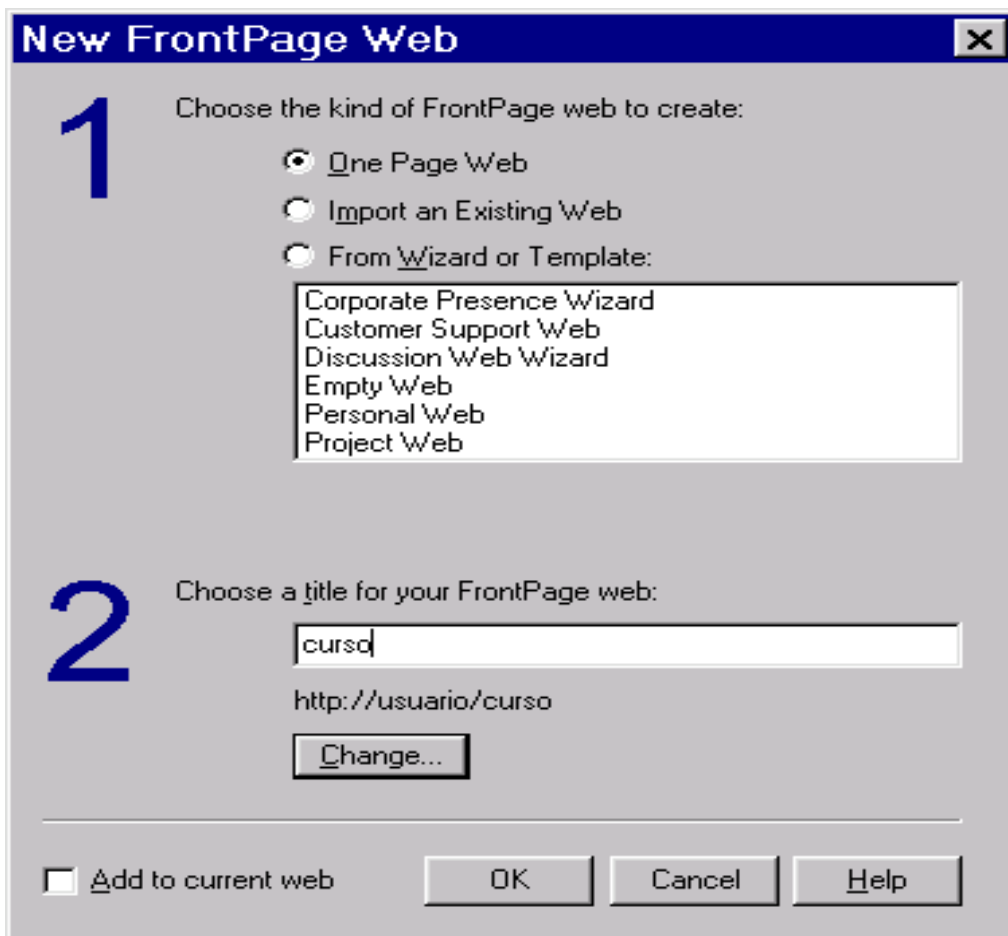 New FrontPage Web
1
Choose the kind of FrontPage web to create:
One Page Web
Import an Existing Web
From Wizard or Template:
Corporate Presence Wizard
Customer Support Web
Discussion Web Wizard
Empty Web
Personal Web
Project Web
2
Choose a title for your FrontPage web:
curso
http://usuario/curso
Change...
Add to current web OK Cancel Help